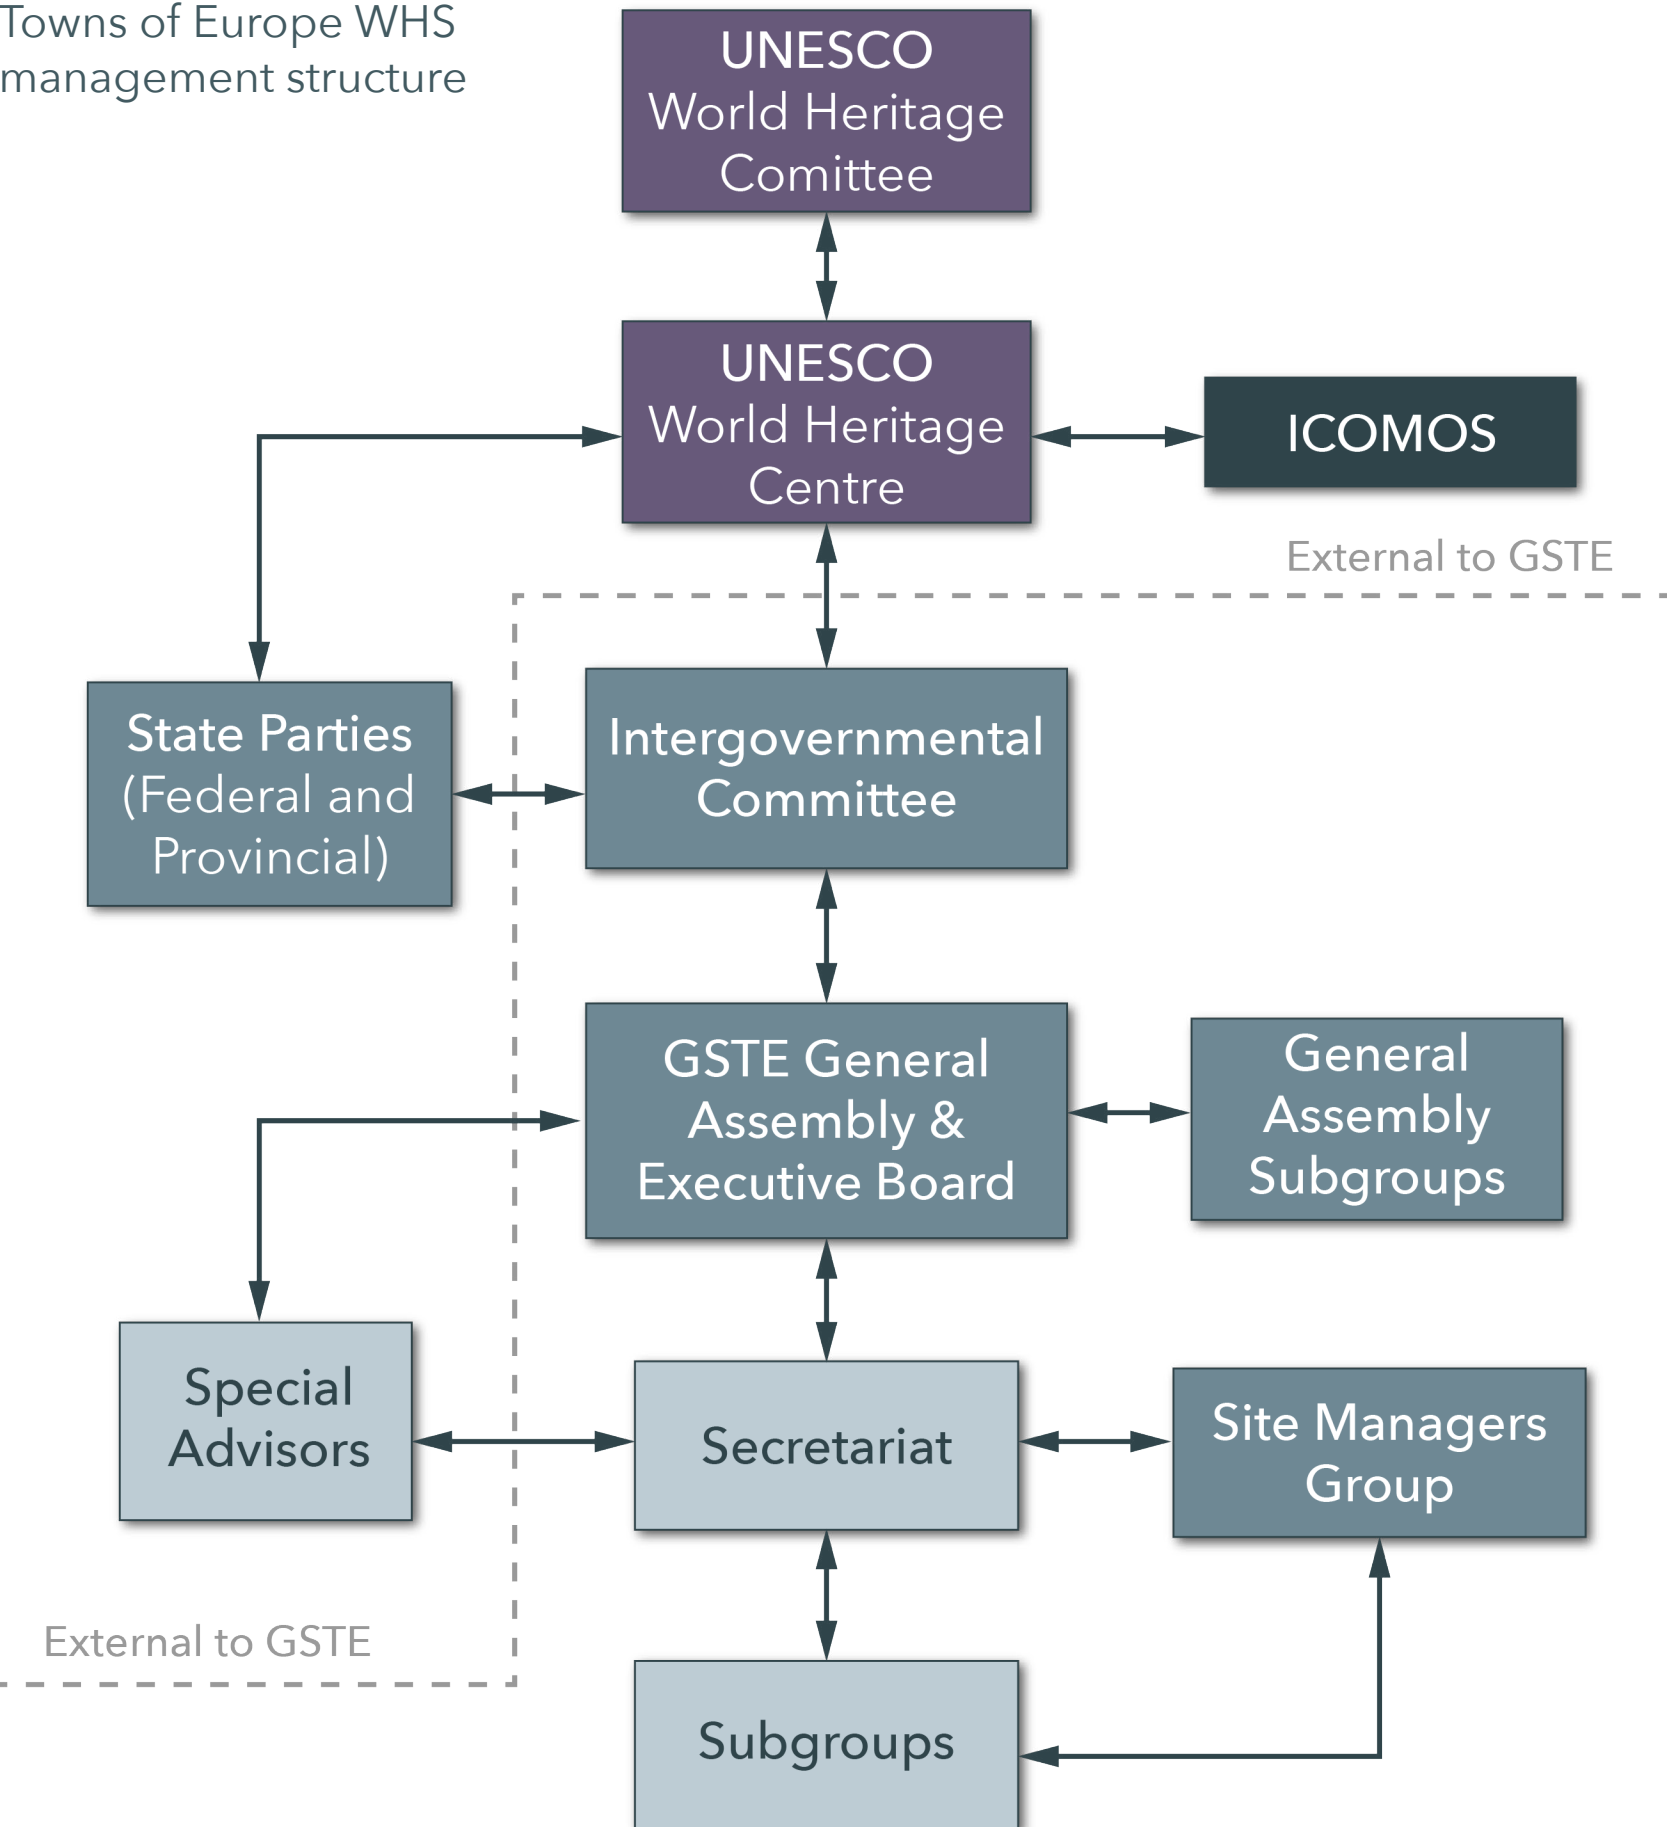 Towns of Europe WHS
management structure
UNESCO
World Heritage
Comittee
UNESCO
World Heritage
Centre
ICOMOS
External to GSTE
State Parties
(Federal and
Provincial)
Intergovernmental
Committee
GSTE General
Assembly &
Executive Board
General
Assembly
Subgroups
Special
Advisors
Secretariat
Site Managers
Group
External to GSTE
Subgroups